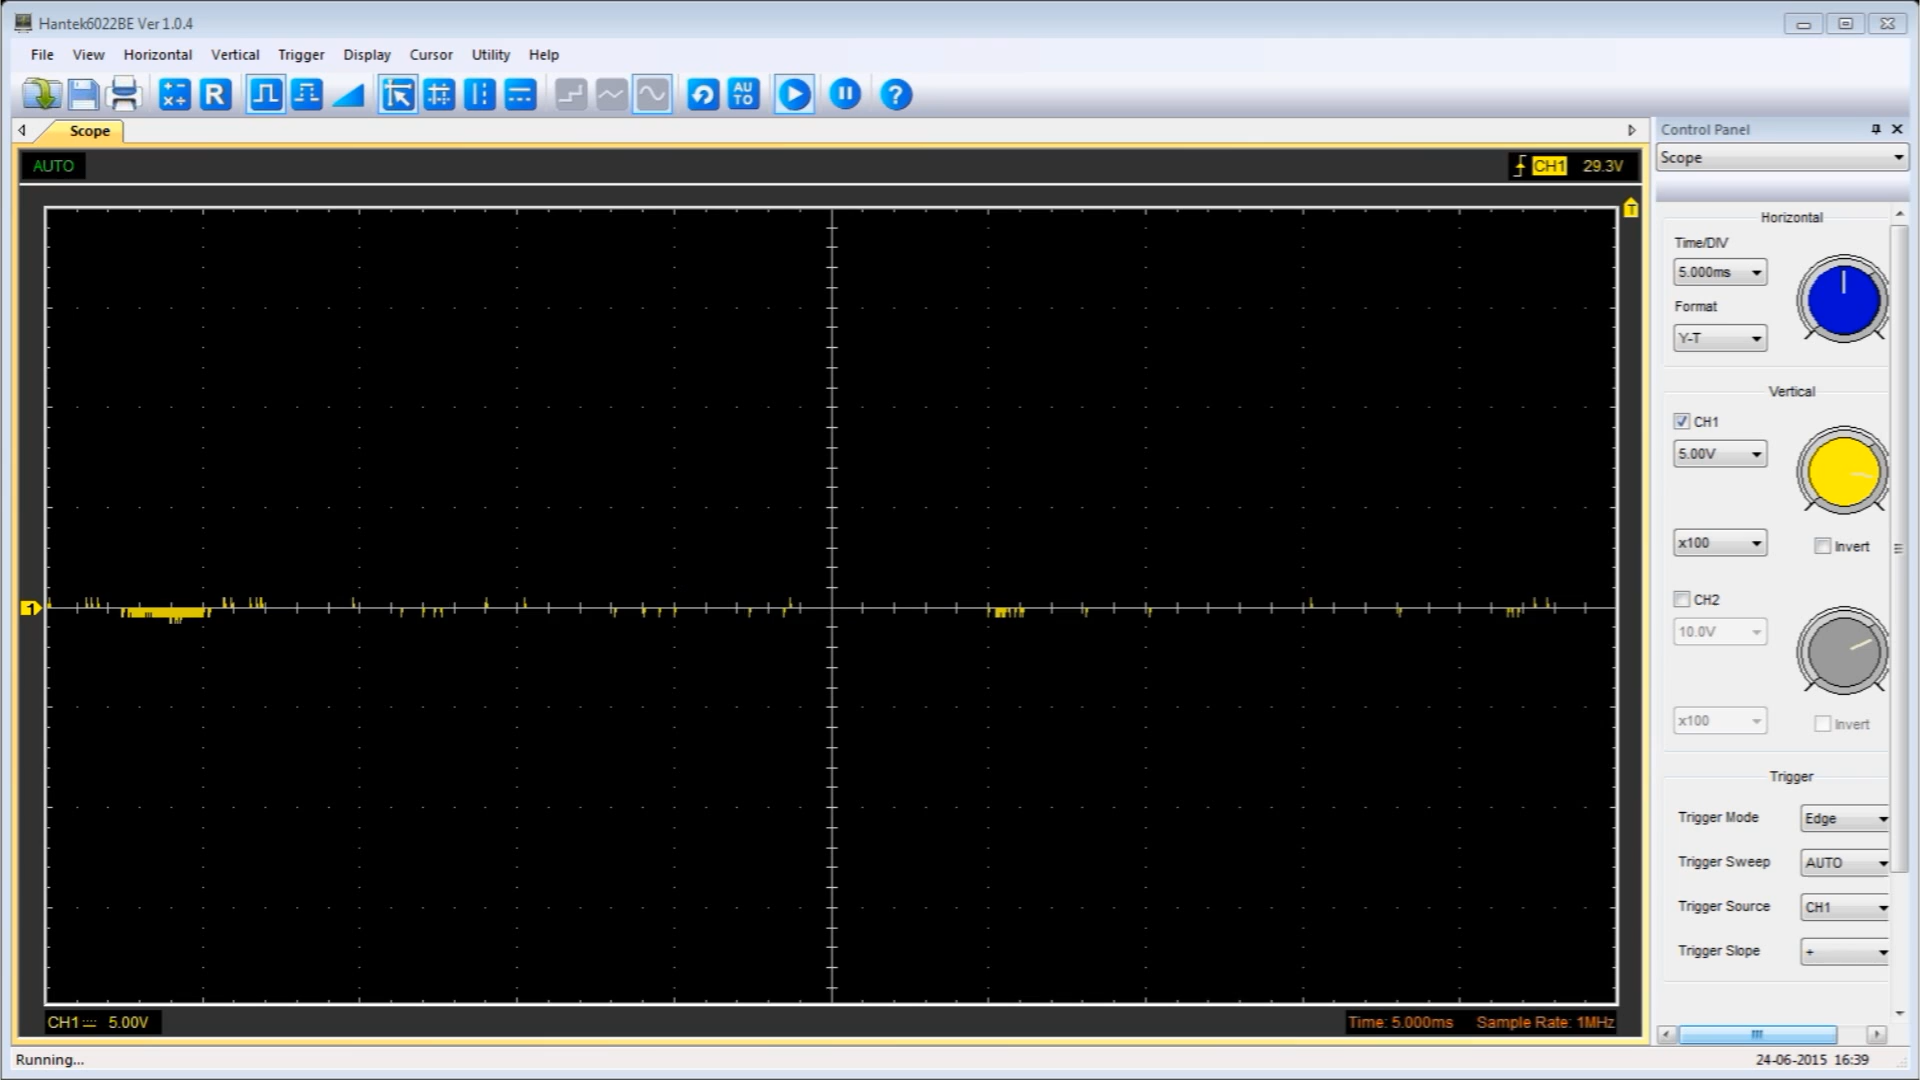 Hantek6022BE Ver 1.0.4
File View Horizontal Vertical Trigger Display Cursor Utility Help
R
AU
TO
?
Scope
Control Panel
Scope
AUTO
CH1 29.3V
T
1
CH1 5.00V
Time: 5.000ms Sample Rate: 1MHz
Horizontal
Time/DIV
5.000ms
Format
Y-T
Vertical
CH1
5.00V
x100
Invert
CH2
10.0V
x100
Invert
Trigger
Trigger Mode Edge
Trigger Sweep AUTO
Trigger Source CH1
Trigger Slope +
Running...
24-06-2015 16:39